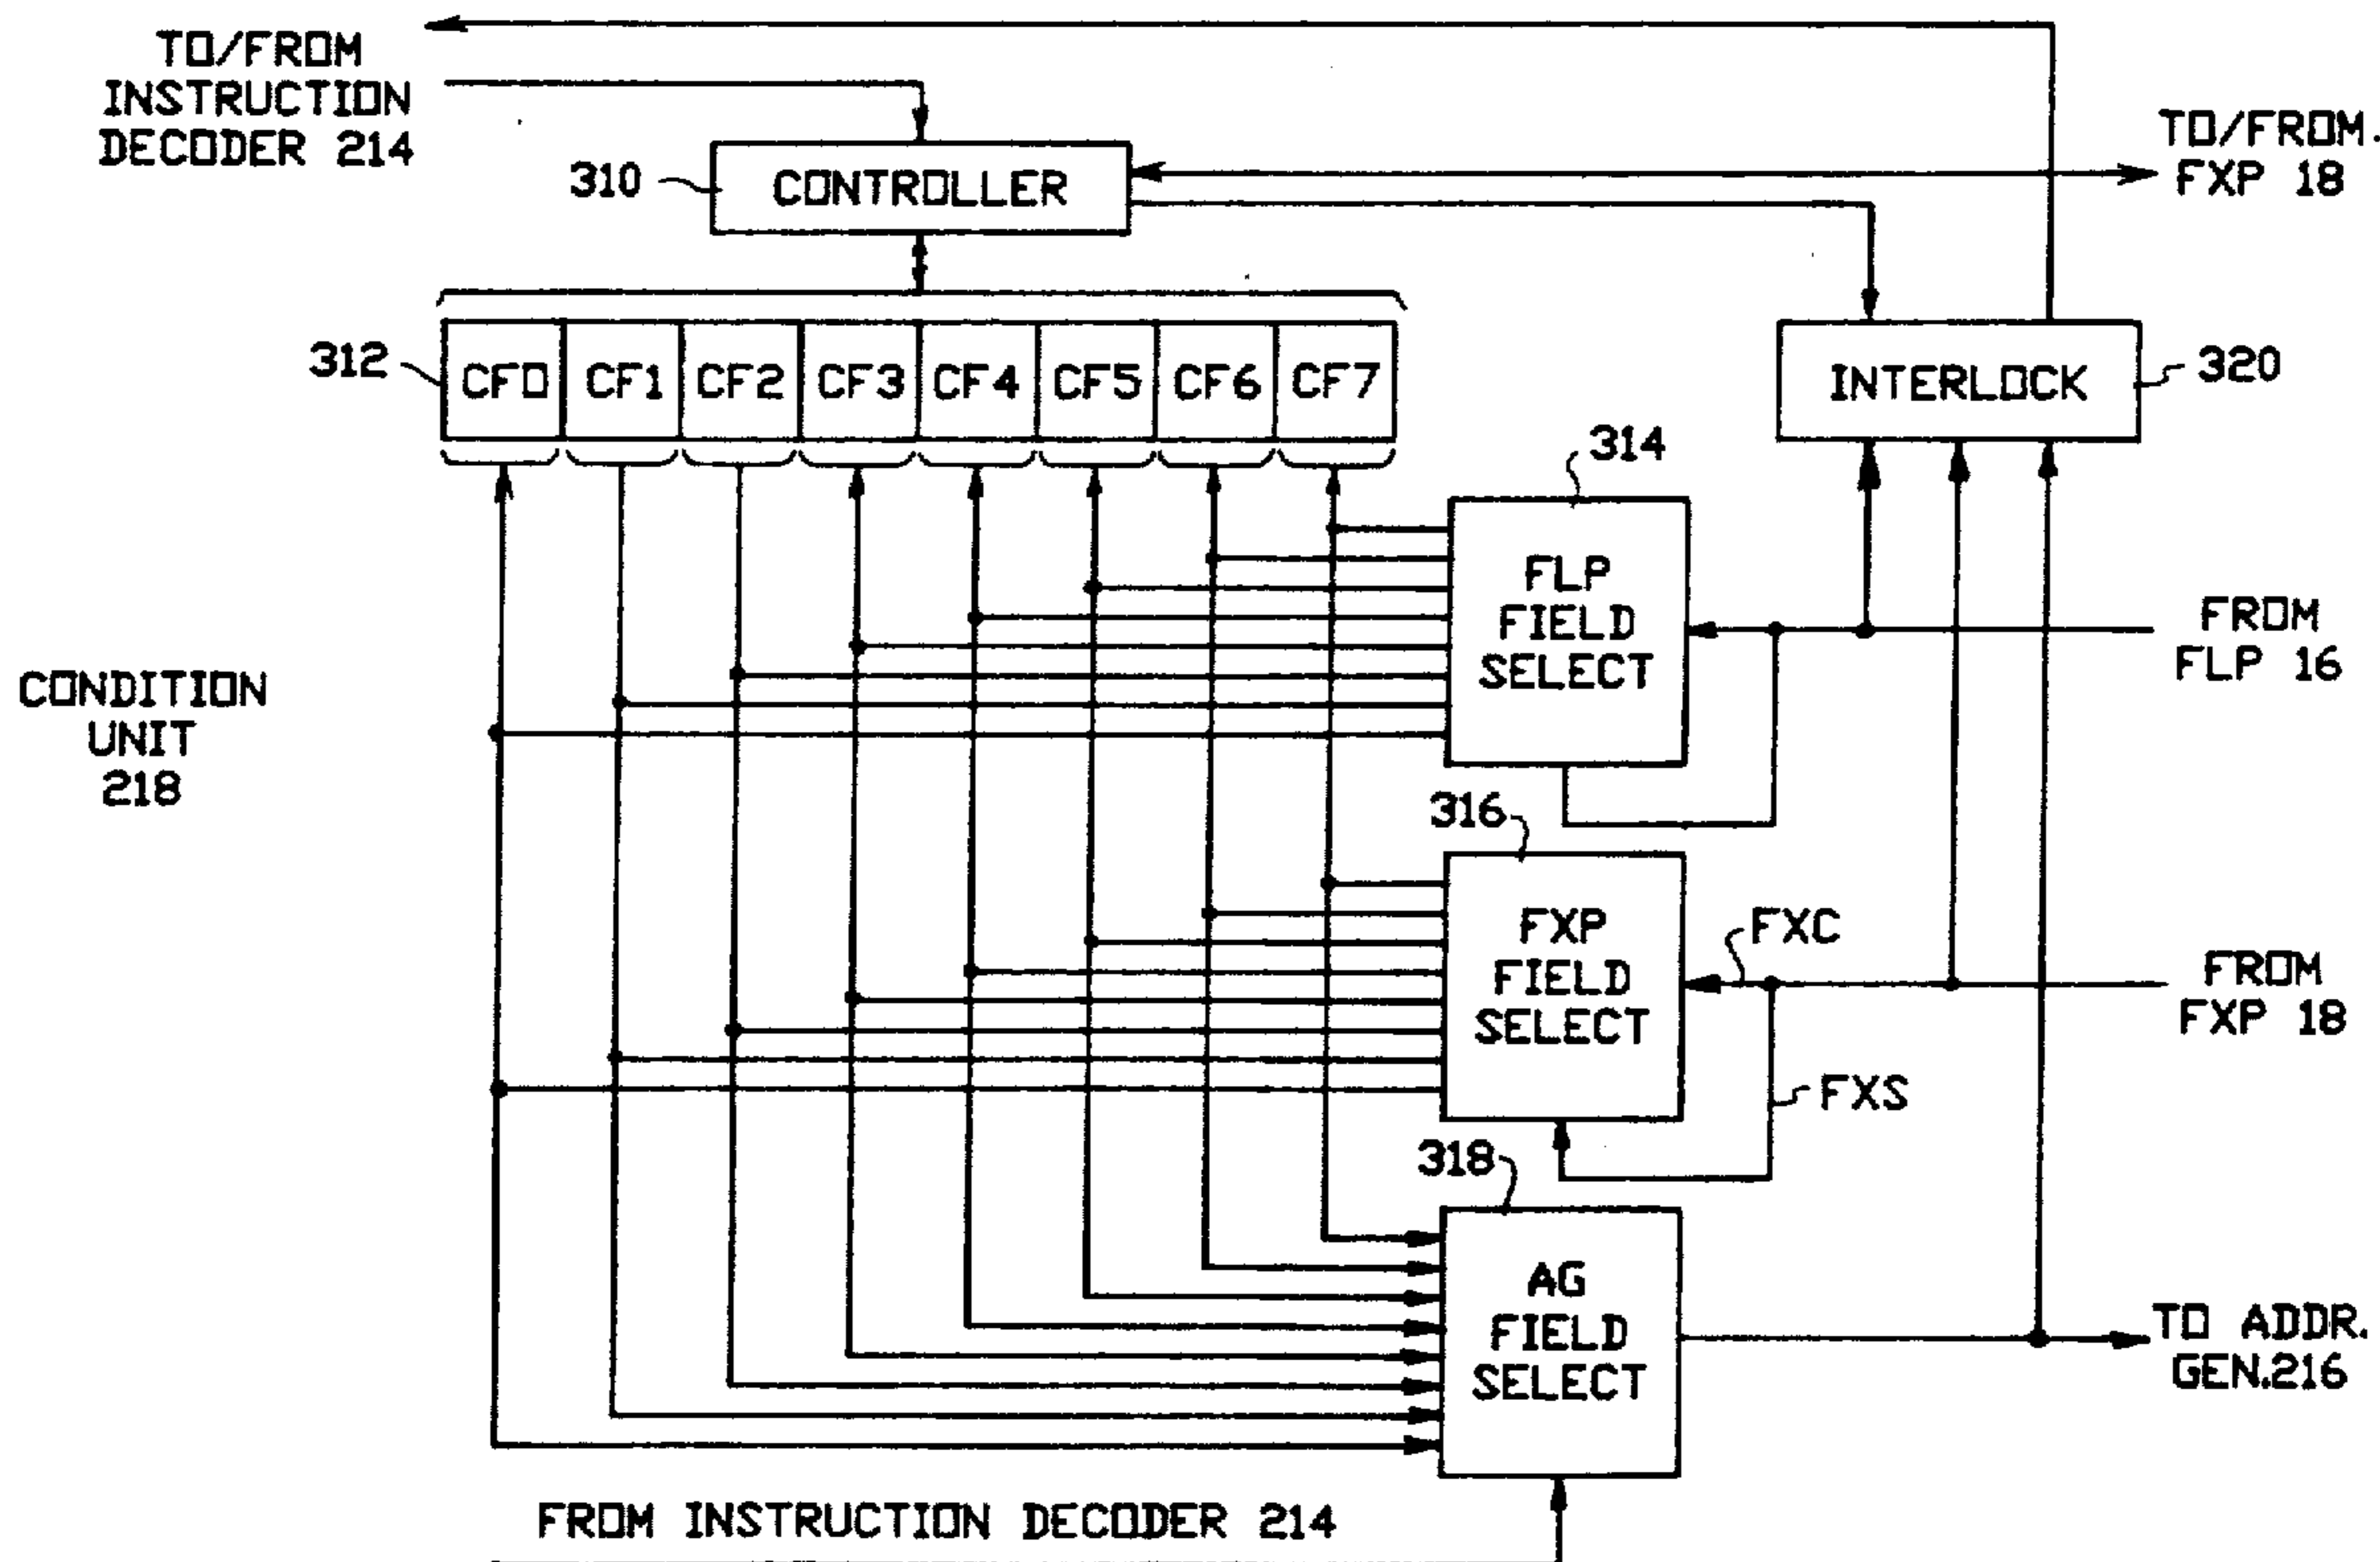 TO/FROM
INSTRUCTION
DECODER 214
TO/FROM.
FXP 18
310
CONTROLLER
312
CF0 CF1 CF2 CF3 CF4 CF5 CF6 CF7
INTERLOCK
320
314
FLP
FIELD
SELECT
FROM
FLP 16
CONDITION
UNIT
218
316
FXP
FIELD
SELECT
FXC
FROM
FXP 18
FXS
318
AG
FIELD
SELECT
TO ADDR.
GEN.216
FROM INSTRUCTION DECODER 214